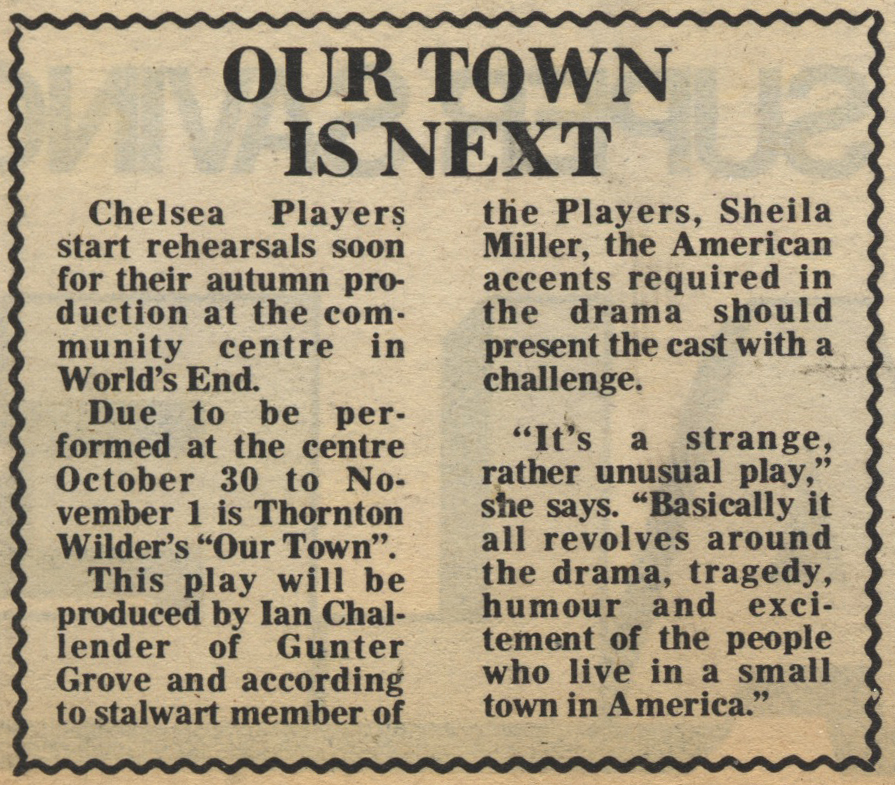 OUR TOWN
IS NEXT
Chelsea Players
start rehearsals soon
for their autumn pro-
duction at the com-
munity centre in
World's End.
Due to be per-
formed at the centre
October 30 to No-
vember 1 is Thornton
Wilder's “Our Town”.
This play will be
produced by Ian Chal-
lender of Gunter
Grove and according
to stalwart member of
the Players, Sheila
Miller, the American
accents required in
the drama should
present the cast with a
challenge.
“It's a strange,
rather unusual play,”
she says. “Basically it
all revolves around
the drama, tragedy,
humour and exci-
tement of the people
who live in a small
town in America.”